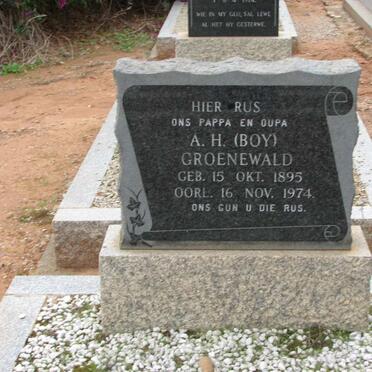 WIE IN MY GLO, SAL LEWE
AL HET HY GESTERWE.
HIER RUS
ONS PAPPA EN OUPA
A. H. (BOY)
GROENEWALD
GEB. 15 OKT. 1895
OORL. 16 NOV. 1974.
ONS GUN U DIE RUS.